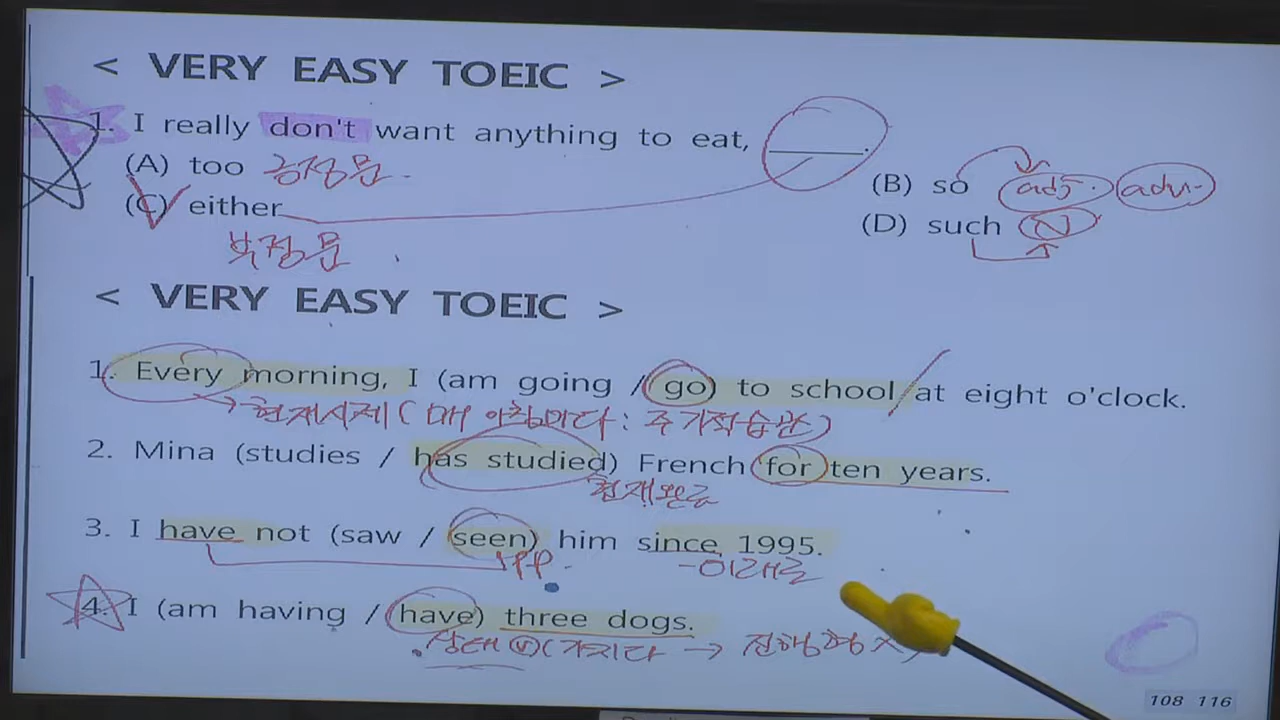 < VERY EASY TOEIC >
1. I really don't want anything to eat, ________.
(A) too 긍정문
(B) so adj. adv.
(C) either
(D) such N
부정문
< VERY EASY TOEIC >
1. Every morning, I (am going / go) to school / at eight o'clock.
→ 현재시제 ( 매 아침마다 : 주기적습관 )
2. Mina (studies / has studied) French for ten years.
현재완료
3. I have not (saw / seen) him since 1995.
pp. ~이래로
4. I (am having / have) three dogs.
상태 ⓥ (가지다 → 진행형 X)
108 116